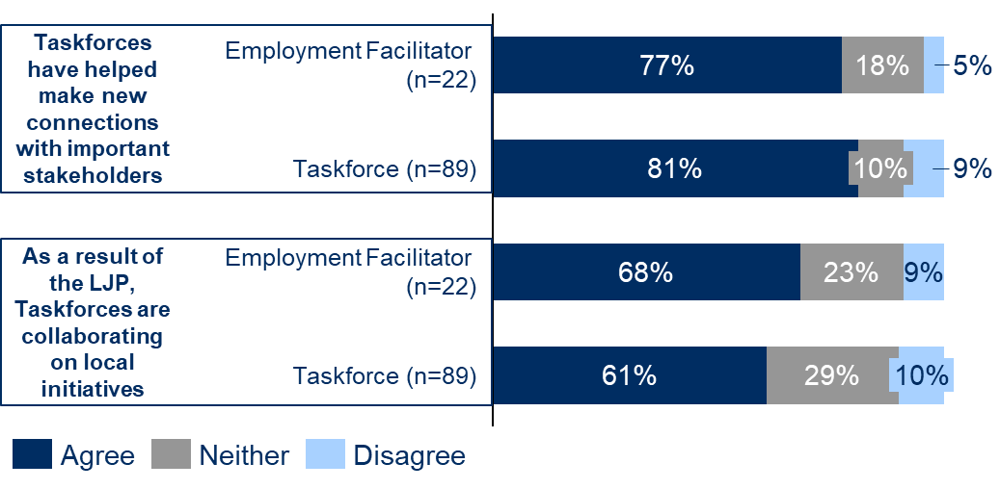 Taskforces
have helped
make new
connections
with important
stakeholders
Employment Facilitator
(n=22)
77%
18%
5%
Taskforce (n=89)
81%
10%
9%
As a result of
the LJP,
Taskforces are
collaborating
on local
initiatives
Employment Facilitator
(n=22)
68%
23%
9%
Taskforce (n=89)
61%
29%
10%
Agree
Neither
Disagree